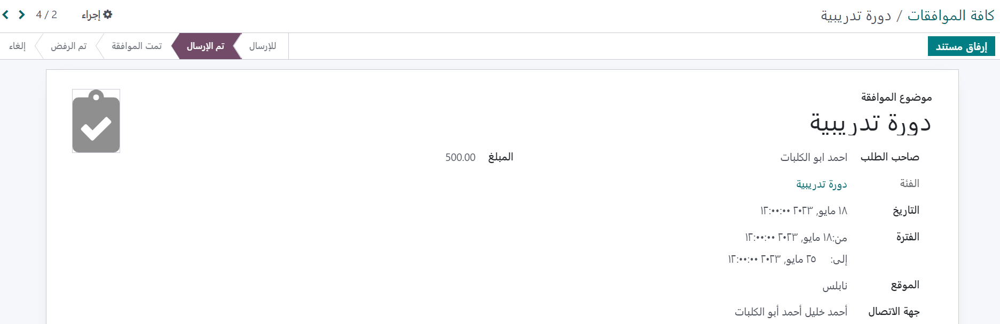 كافة الموافقات / دورة تدريبية
إجراء
2 / 4
إرفاق مستند
للإرسال
تم الإرسال
تمت الموافقة
تم الرفض
إلغاء
موضوع الموافقة
دورة تدريبية
صاحب الطلب احمد ابو الكلبات
المبلغ 500.00
الفئة دورة تدريبية
التاريخ ١٨ مايو, ٢٠٢٣ ١٢:٠٠:٠٠
الفترة من:١٨ مايو, ٢٠٢٣ ١٢:٠٠:٠٠
إلى: ٢٥ مايو, ٢٠٢٣ ١٢:٠٠:٠٠
الموقع نابلس
جهة الاتصال أحمد خليل أحمد أبو الكلبات